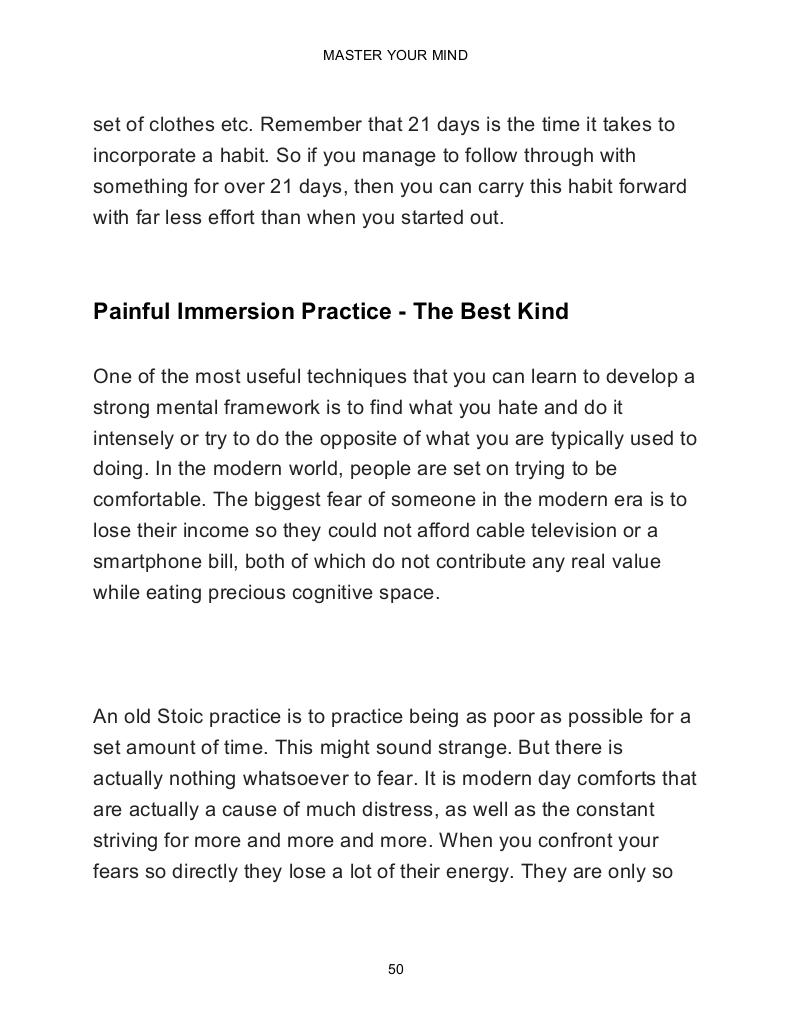 MASTER YOUR MIND
set of clothes etc. Remember that 21 days is the time it takes to
incorporate a habit. So if you manage to follow through with
something for over 21 days, then you can carry this habit forward
with far less effort than when you started out.
Painful Immersion Practice - The Best Kind
One of the most useful techniques that you can learn to develop a
strong mental framework is to find what you hate and do it
intensely or try to do the opposite of what you are typically used to
doing. In the modern world, people are set on trying to be
comfortable. The biggest fear of someone in the modern era is to
lose their income so they could not afford cable television or a
smartphone bill, both of which do not contribute any real value
while eating precious cognitive space.
An old Stoic practice is to practice being as poor as possible for a
set amount of time. This might sound strange. But there is
actually nothing whatsoever to fear. It is modern day comforts that
are actually a cause of much distress, as well as the constant
striving for more and more and more. When you confront your
fears so directly they lose a lot of their energy. They are only so
50